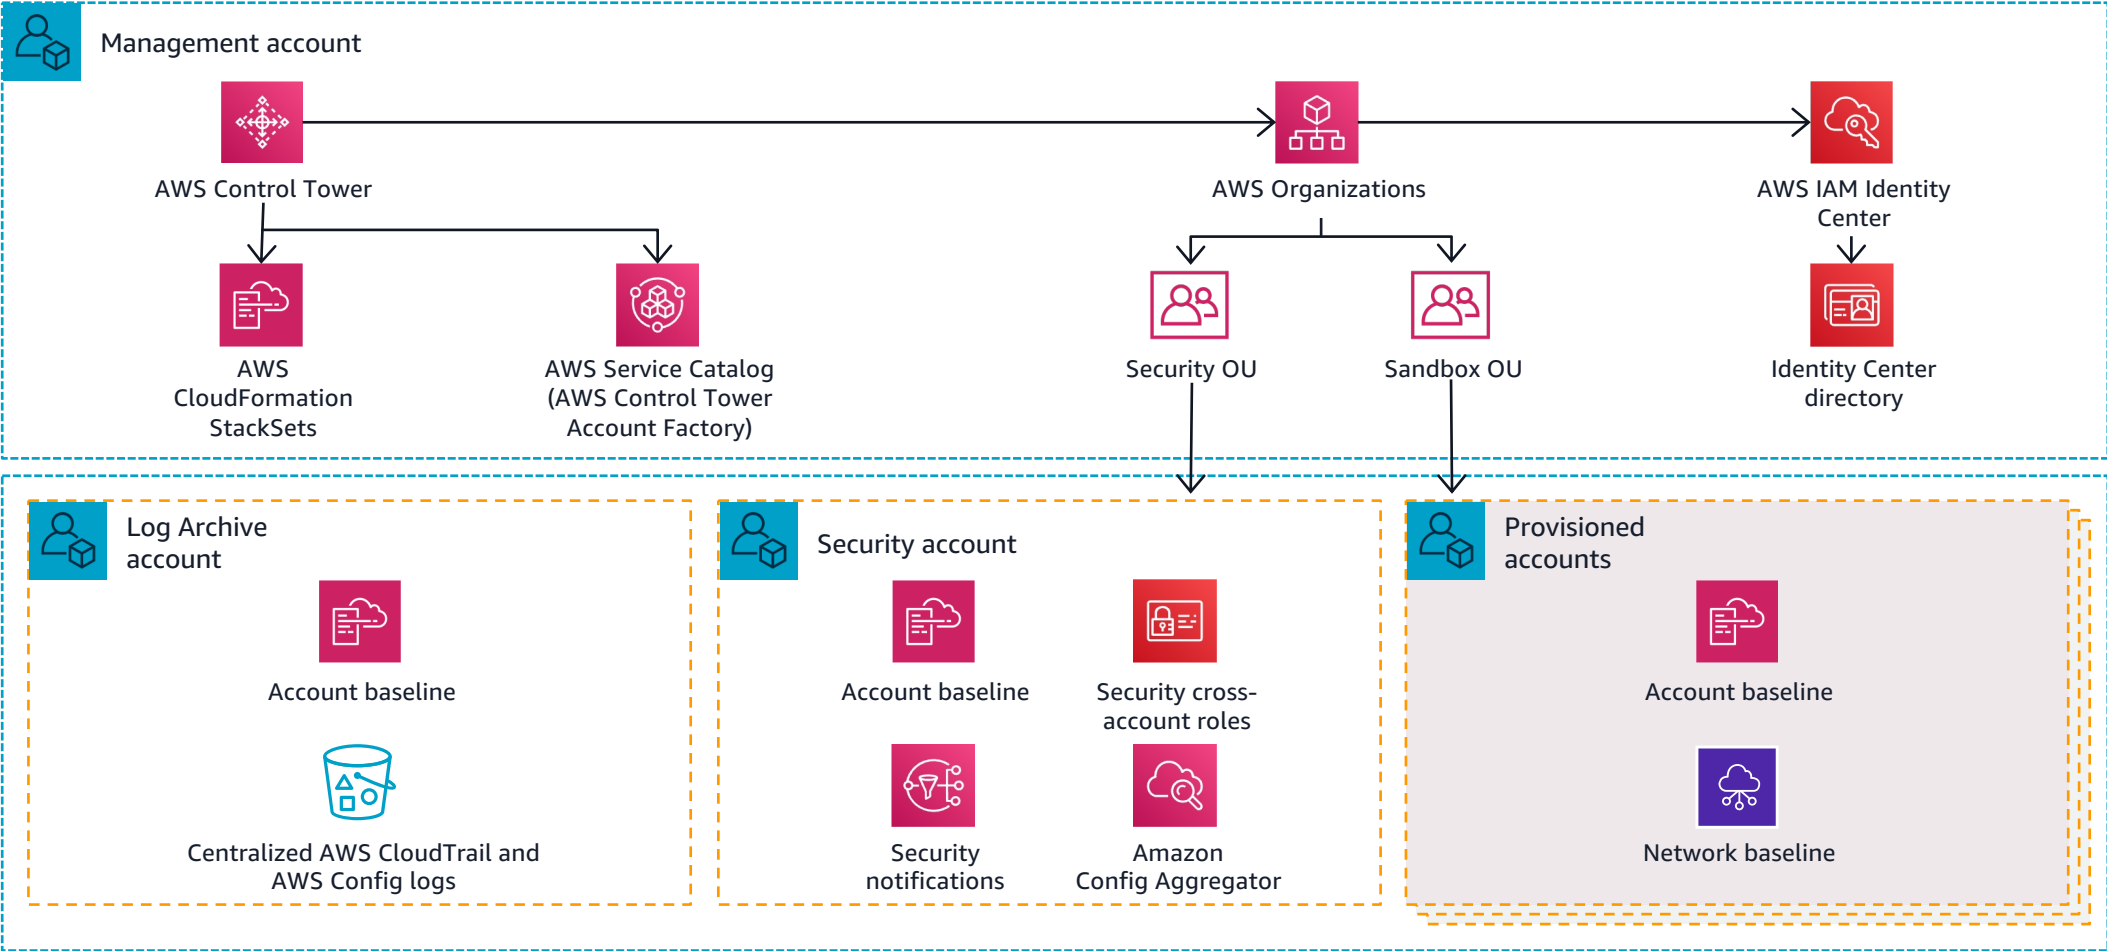 Management account
AWS Control Tower
AWS Organizations
AWS IAM Identity
Center
AWS
CloudFormation
StackSets
AWS Service Catalog
(AWS Control Tower
Account Factory)
Security OU
Sandbox OU
Identity Center
directory
Log Archive
account
Account baseline
Centralized AWS CloudTrail and
AWS Config logs
Security account
Account baseline
Security cross-
account roles
Security
notifications
Amazon
Config Aggregator
Provisioned
accounts
Account baseline
Network baseline